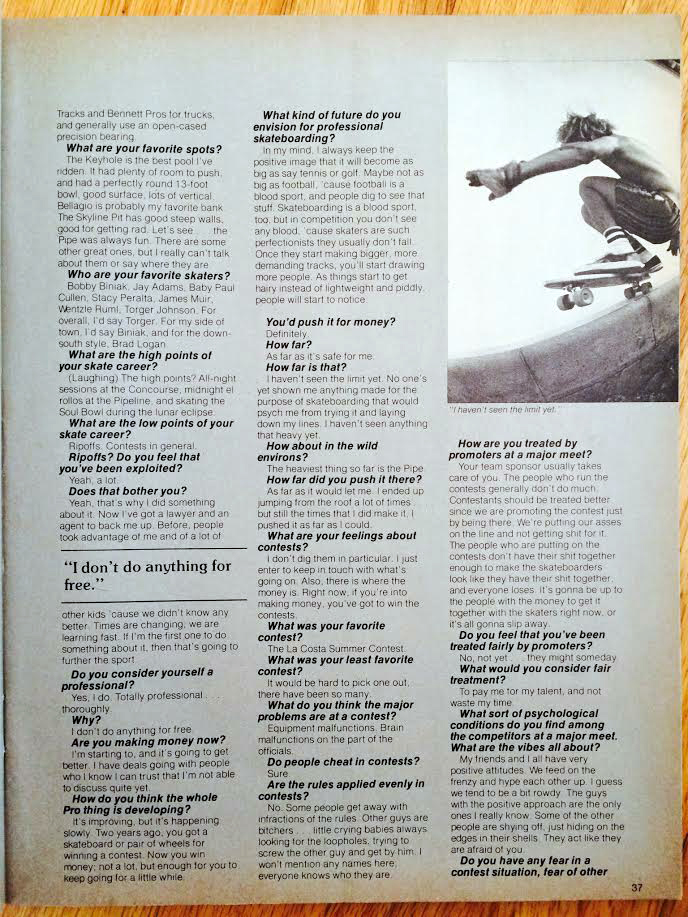 Tracks and Bennett Pros for trucks,
and generally use an open-cased
precision bearing.
What are your favorite spots?
The Keyhole is the best pool I've
ridden. It had plenty of room to push,
and had a perfectly round 13-foot
bowl, good surface, lots of vertical.
Bellagio is probably my favorite bank.
The Skyline Pit has good steep walls,
good for getting rad. Let's see . . . the
Pipe was always fun. There are some
other great ones, but I really can't talk
about them or say where they are.
Who are your favorite skaters?
Bobby Biniak, Jay Adams, Baby Paul
Cullen, Stacy Peralta, James Muir,
Wentzle Ruml, Torger Johnson. For
overall, I'd say Torger. For my side of
town, I'd say Biniak, and for the down-
south style, Brad Logan.
What are the high points of
your skate career?
(Laughing) The high points? All-night
sessions at the Concourse, midnight el
rollos at the Pipeline, and skating the
Soul Bowl during the lunar eclipse.
What are the low points of your
skate career?
Ripoffs. Contests in general.
Ripoffs? Do you feel that
you've been exploited?
Yeah, a lot.
Does that bother you?
Yeah, that's why I did something
about it. Now I've got a lawyer and an
agent to back me up. Before, people
took advantage of me and of a lot of
"I don't do anything for
free."
other kids 'cause we didn't know any
better. Times are changing; we are
learning fast. If I'm the first one to do
something about it, then that's going to
further the sport.
Do you consider yourself a
professional?
Yes, I do. Totally professional . . .
thoroughly.
Why?
I don't do anything for free.
Are you making money now?
I'm starting to, and it's going to get
better. I have deals going with people
who I know I can trust that I'm not able
to discuss quite yet.
How do you think the whole
Pro thing is developing?
It's improving, but it's happening
slowly. Two years ago, you got a
skateboard or pair of wheels for
winning a contest. Now you win
money; not a lot, but enough for you to
keep going for a little while.
What kind of future do you
envision for professional
skateboarding?
In my mind, I always keep the
positive image that it will become as
big as say tennis or golf. Maybe not as
big as football, 'cause football is a
blood sport, and people dig to see that
stuff. Skateboarding is a blood sport,
too, but in competition you don't see
any blood, 'cause skaters are such
perfectionists they usually don't fall.
Once they start making bigger, more
demanding tracks, you'll start drawing
more people. As things start to get
hairy instead of lightweight and piddly,
people will start to notice.
You'd push it for money?
Definitely.
How far?
As far as it's safe for me.
How far is that?
I haven't seen the limit yet. No one's
yet shown me anything made for the
purpose of skateboarding that would
psych me from trying it and laying
down my lines. I haven't seen anything
that heavy yet.
How about in the wild
environs?
The heaviest thing so far is the Pipe.
How far did you push it there?
As far as it would let me. I ended up
jumping from the roof a lot of times . . .
but still the times that I did make it, I
pushed it as far as I could.
What are your feelings about
contests?
I don't dig them in particular. I just
enter to keep in touch with what's
going on. Also, there is where the
money is. Right now, if you're into
making money, you've got to win the
contests.
What was your favorite
contest?
The La Costa Summer Contest.
What was your least favorite
contest?
It would be hard to pick one out,
there have been so many.
What do you think the major
problems are at a contest?
Equipment malfunctions. Brain
malfunctions on the part of the
officials.
Do people cheat in contests?
Sure.
Are the rules applied evenly in
contests?
No. Some people get away with
infractions of the rules. Other guys are
bitchers . . . little crying babies always
looking for the loopholes, trying to
screw the other guy and get by him. I
won't mention any names here,
everyone knows who they are.
"I haven't seen the limit yet."
How are you treated by
promoters at a major meet?
Your team sponsor usually takes
care of you. The people who run the
contests generally don't do much.
Contestants should be treated better,
since we are promoting the contest just
by being there. We're putting our asses
on the line and not getting shit for it.
The people who are putting on the
contests don't have their shit together
enough to make the skateboarders
look like they have their shit together,
and everyone loses. It's gonna be up to
the people with the money to get it
together with the skaters right now, or
it's all gonna slip away.
Do you feel that you've been
treated fairly by promoters?
No, not yet . . . they might someday.
What would you consider fair
treatment?
To pay me for my talent, and not
waste my time.
What sort of psychological
conditions do you find among
the competitors at a major meet.
What are the vibes all about?
My friends and I all have very
positive attitudes. We feed on the
frenzy and hype each other up. I guess
we tend to be a bit rowdy. The guys
with the positive approach are the only
ones I really know. Some of the other
people are shying off, just hiding on the
edges in their shells. They act like they
are afraid of you.
Do you have any fear in a
contest situation, fear of other
37